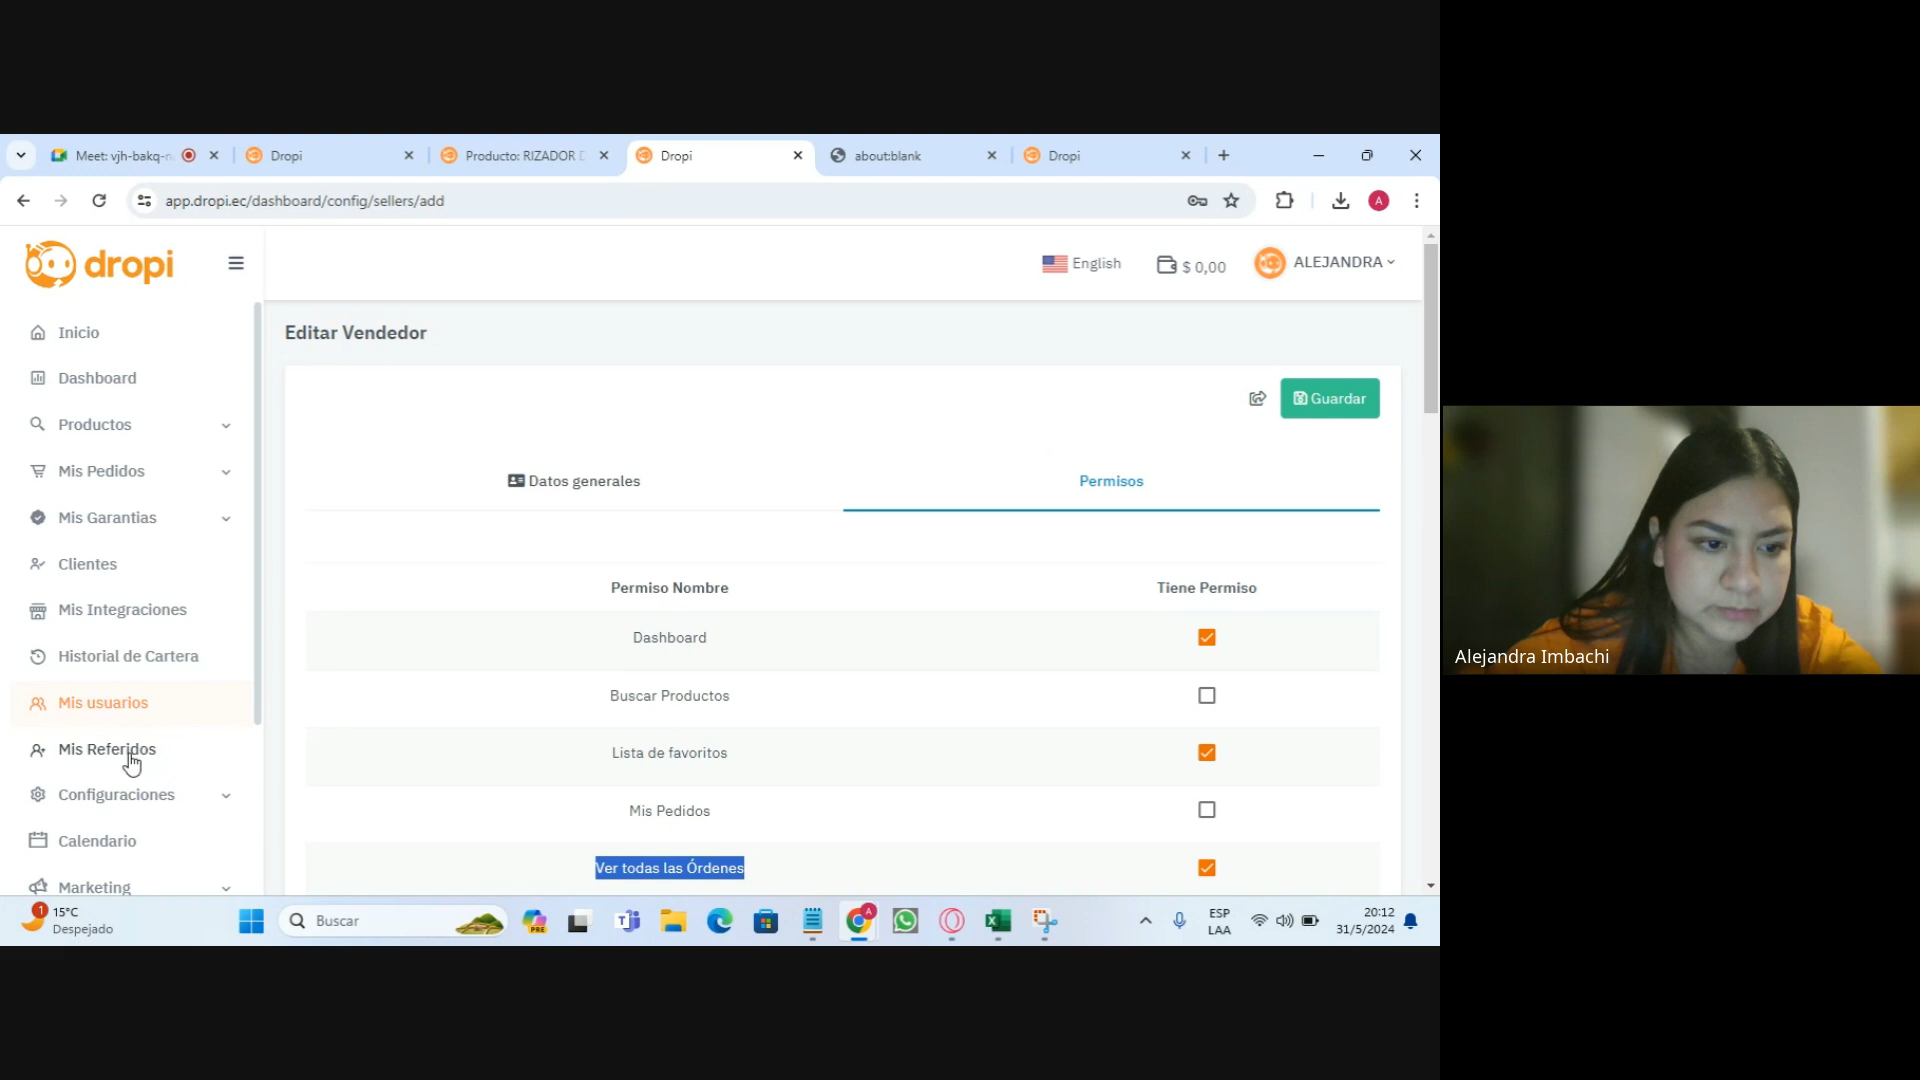 Meet: vjh-bakq-n
Dropi
Producto: RIZADOR D
Dropi
about:blank
Dropi
app.dropi.ec/dashboard/config/sellers/add
A
dropi
English
$ 0,00
ALEJANDRA
Inicio
Dashboard
Productos
Mis Pedidos
Mis Garantias
Clientes
Mis Integraciones
Historial de Cartera
Mis usuarios
Mis Referidos
Configuraciones
Calendario
Marketing
Editar Vendedor
Guardar
Datos generales
Permisos
Permiso Nombre
Tiene Permiso
Dashboard
Buscar Productos
Lista de favoritos
Mis Pedidos
Ver todas las Órdenes
Alejandra Imbachi
1
15°C
Despejado
Buscar
PRE
A
ESP
LAA
20:12
31/5/2024